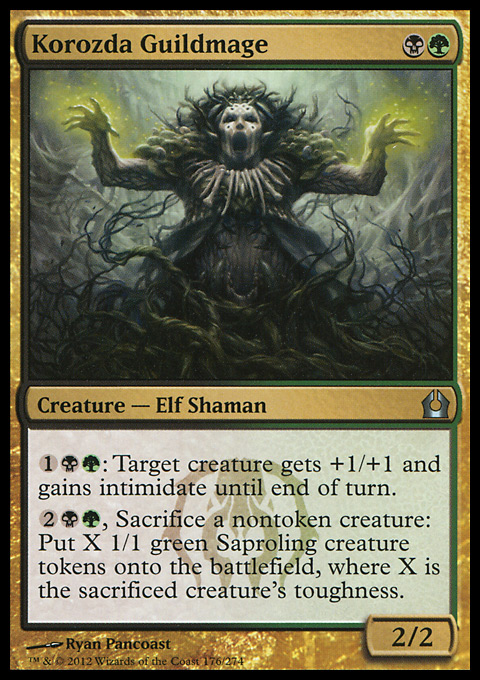 Korozda Guildmage
Creature — Elf Shaman
1: Target creature gets +1/+1 and
gains intimidate until end of turn.
2, Sacrifice a nontoken creature:
Put X 1/1 green Saproling creature
tokens onto the battlefield, where X is
the sacrificed creature's toughness.
2/2
Ryan Pancoast
™ & © 2012 Wizards of the Coast 176/274